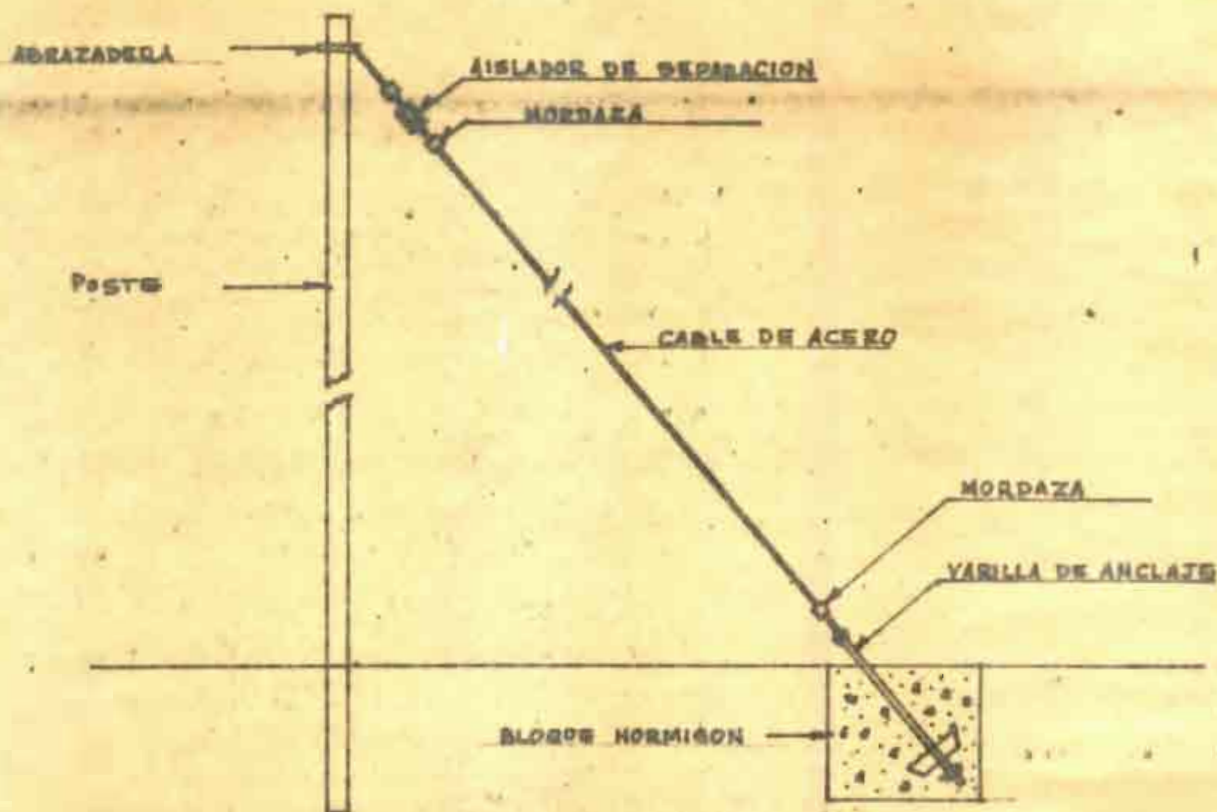 ABRAZADERA
AISLADOR DE SEPARACION
MORDAZA
POSTE
CABLE DE ACERO
MORDAZA
VARILLA DE ANCLAJE
BLOQUE HORMIGON